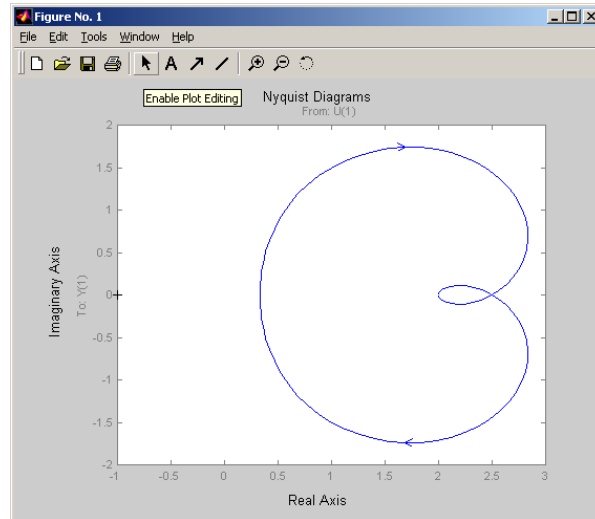 Figure No. 1
File Edit Tools Window Help
A
Enable Plot Editing
Nyquist Diagrams
From: U(1)
2
1.5
1
0.5
0
-0.5
-1
-1.5
-2
Imaginary Axis
To: Y(1)
-1 -0.5 0 0.5 1 1.5 2 2.5 3
Real Axis